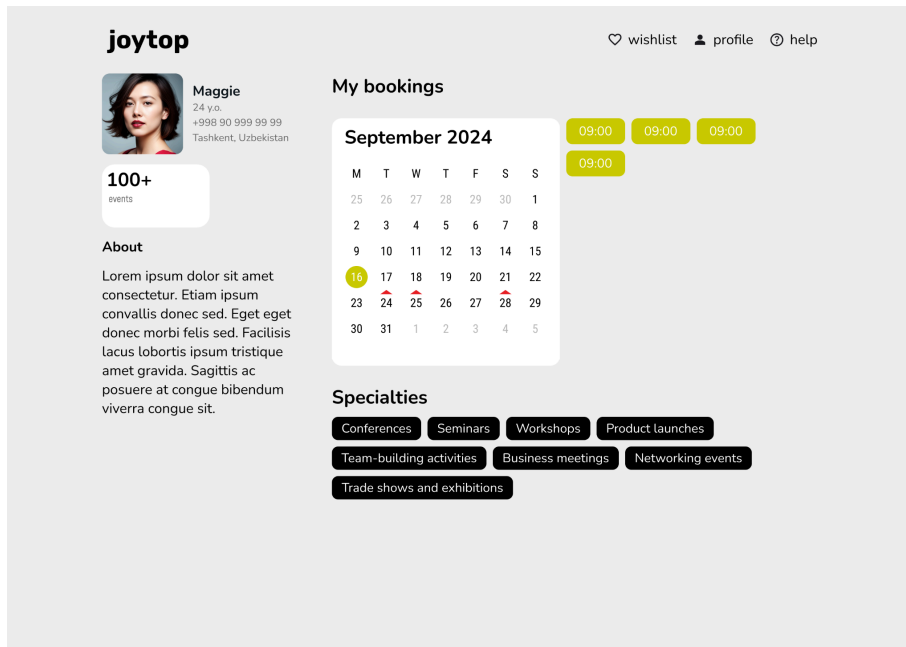 joytop
wishlist profile help
Maggie
24 y.o.
+998 90 999 99 99
Tashkent, Uzbekistan
100+
events
About
Lorem ipsum dolor sit amet
consectetur. Etiam ipsum
convallis donec sed. Eget eget
donec morbi felis sed. Facilisis
lacus lobortis ipsum tristique
amet gravida. Sagittis ac
posuere at congue bibendum
viverra congue sit.
My bookings
September 2024
M T W T F S S
25 26 27 28 29 30 1
2 3 4 5 6 7 8
9 10 11 12 13 14 15
16 17 18 19 20 21 22
23 24 25 26 27 28 29
30 31 1 2 3 4 5
09:00 09:00 09:00
09:00
Specialties
Conferences Seminars Workshops Product launches
Team-building activities Business meetings Networking events
Trade shows and exhibitions